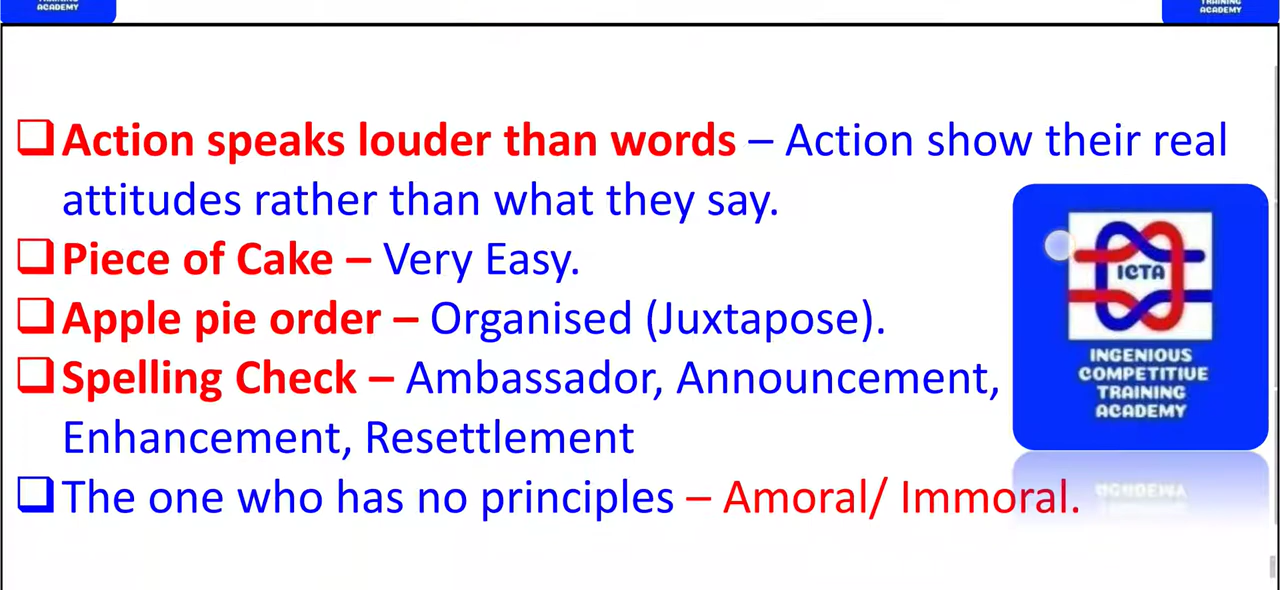 TRAINING
ACADEMY
TRAINING
ACADEMY
❑Action speaks louder than words – Action show their real
attitudes rather than what they say.
❑Piece of Cake – Very Easy.
❑Apple pie order – Organised (Juxtapose).
❑Spelling Check – Ambassador, Announcement,
Enhancement, Resettlement
❑The one who has no principles – Amoral/ Immoral.
ICTA
INGENIOUS
COMPETITIVE
TRAINING
ACADEMY